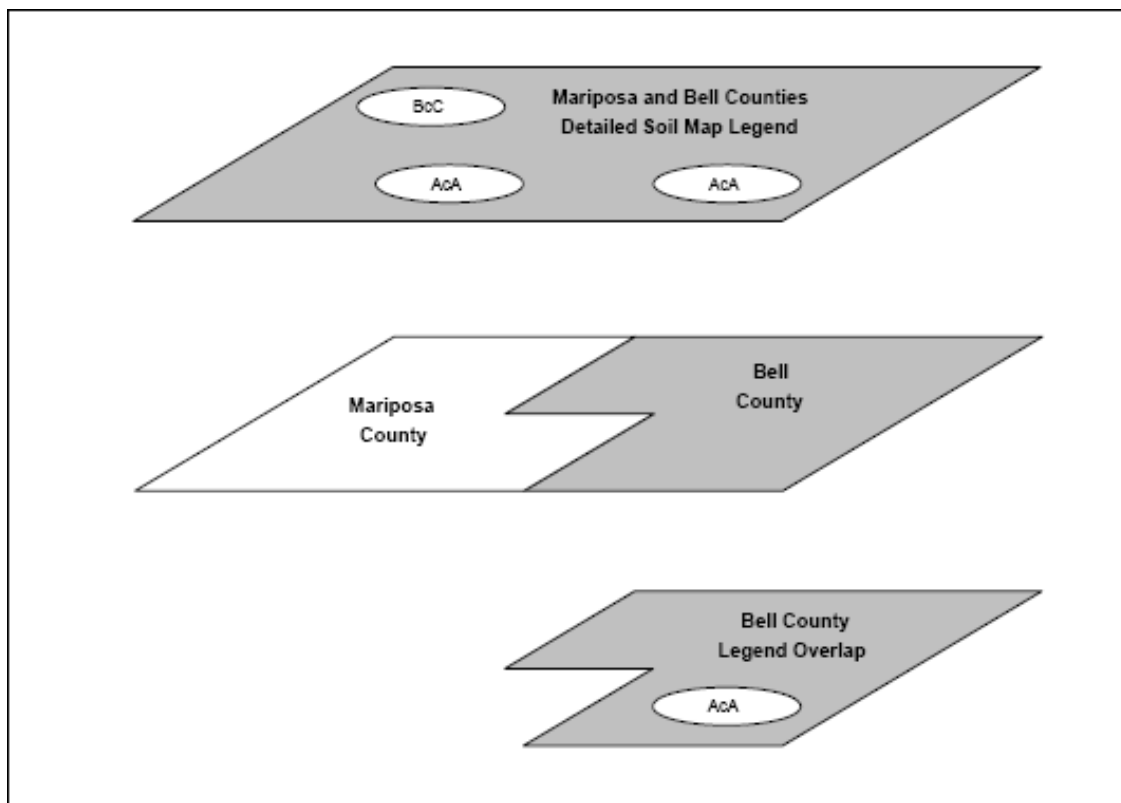 BcC
Mariposa and Bell Counties
Detailed Soil Map Legend
AcA
AcA
Mariposa
County
Bell
County
Bell County
Legend Overlap
AcA